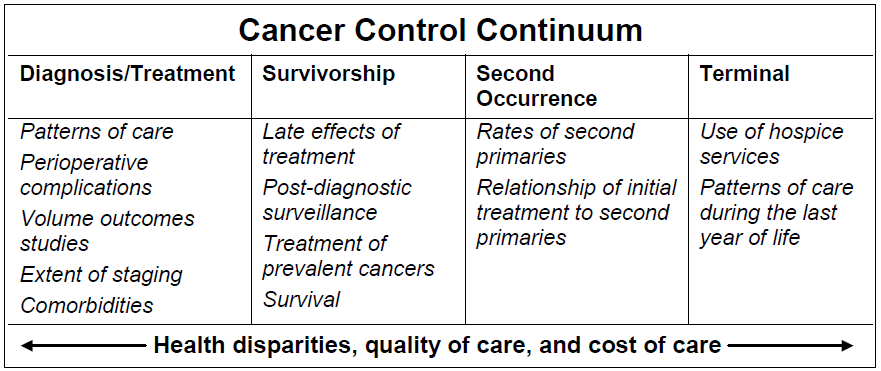 Cancer Control Continuum
Diagnosis/Treatment
Survivorship
Second
Occurrence
Terminal
Patterns of care
Perioperative
complications
Volume outcomes
studies
Extent of staging
Comorbidities
Late effects of
treatment
Post-diagnostic
surveillance
Treatment of
prevalent cancers
Survival
Rates of second
primaries
Relationship of initial
treatment to second
primaries
Use of hospice
services
Patterns of care
during the last
year of life
Health disparities, quality of care, and cost of care